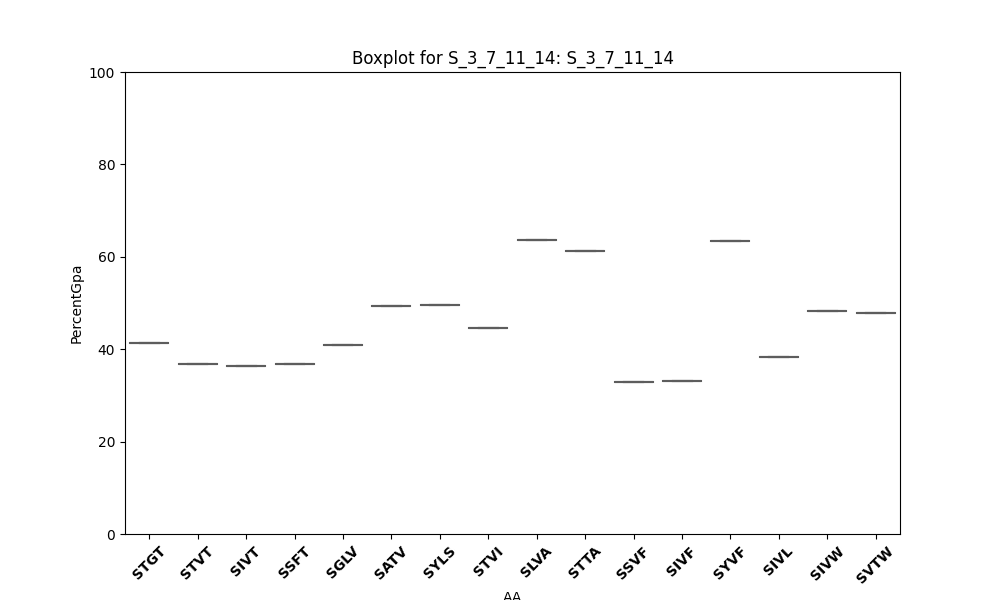 Boxplot for S_3_7_11_14: S_3_7_11_14
100
80
60
40
20
0
PercentGpa
STGT STVT SIVT SSFT SGLV SATV SYLS STVI SLVA STTA SSVF SIVF SYVF SIVL SIVW SVTW
AA